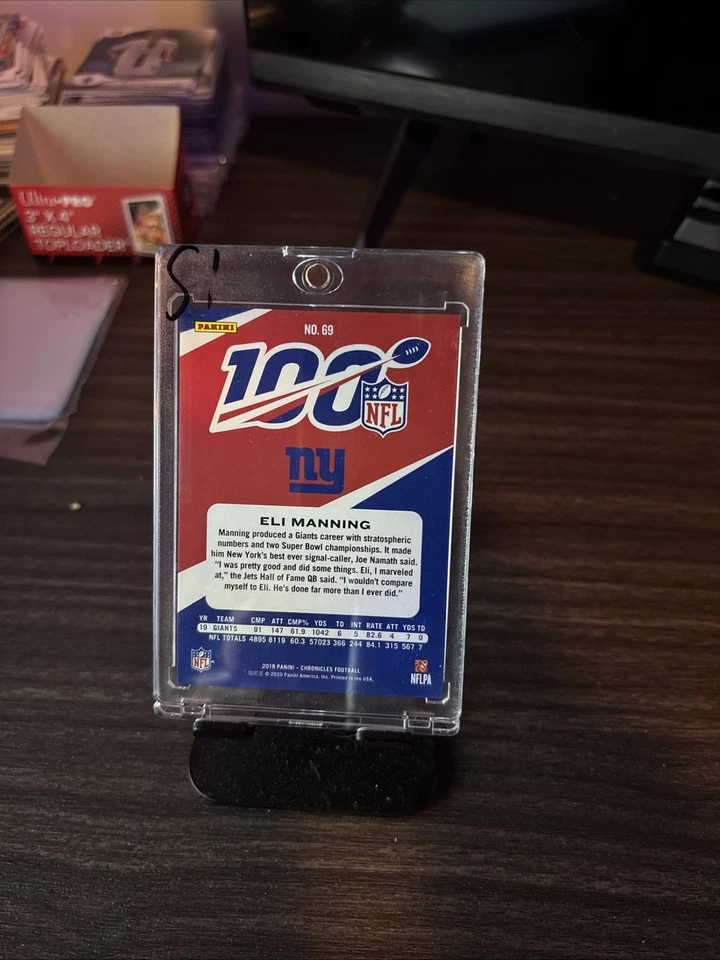 Ultra•PRO
3" X 4"
REGULAR
TOPLOADER
S!
PANINI
NO. 69
100
NFL
ny
ELI MANNING
Manning produced a Giants career with stratospheric
numbers and two Super Bowl championships. It made
him New York's best ever signal-caller, Joe Namath said.
"I was pretty good and did some things. Eli, I marveled
at," the Jets Hall of Fame QB said. "I wouldn't compare
myself to Eli. He's done far more than I ever did."
YR TEAM CMP ATT CMP% YDS TD INT RATE ATT YDS TD
19 GIANTS 91 147 61.9 1042 6 5 82.6 4 7 0
NFL TOTALS 4895 8119 60.3 57023 366 244 84.1 315 567 7
NFL
2019 PANINI – CHRONICLES FOOTBALL
© 2020 Panini America, Inc. Printed in the USA.
NFLPA